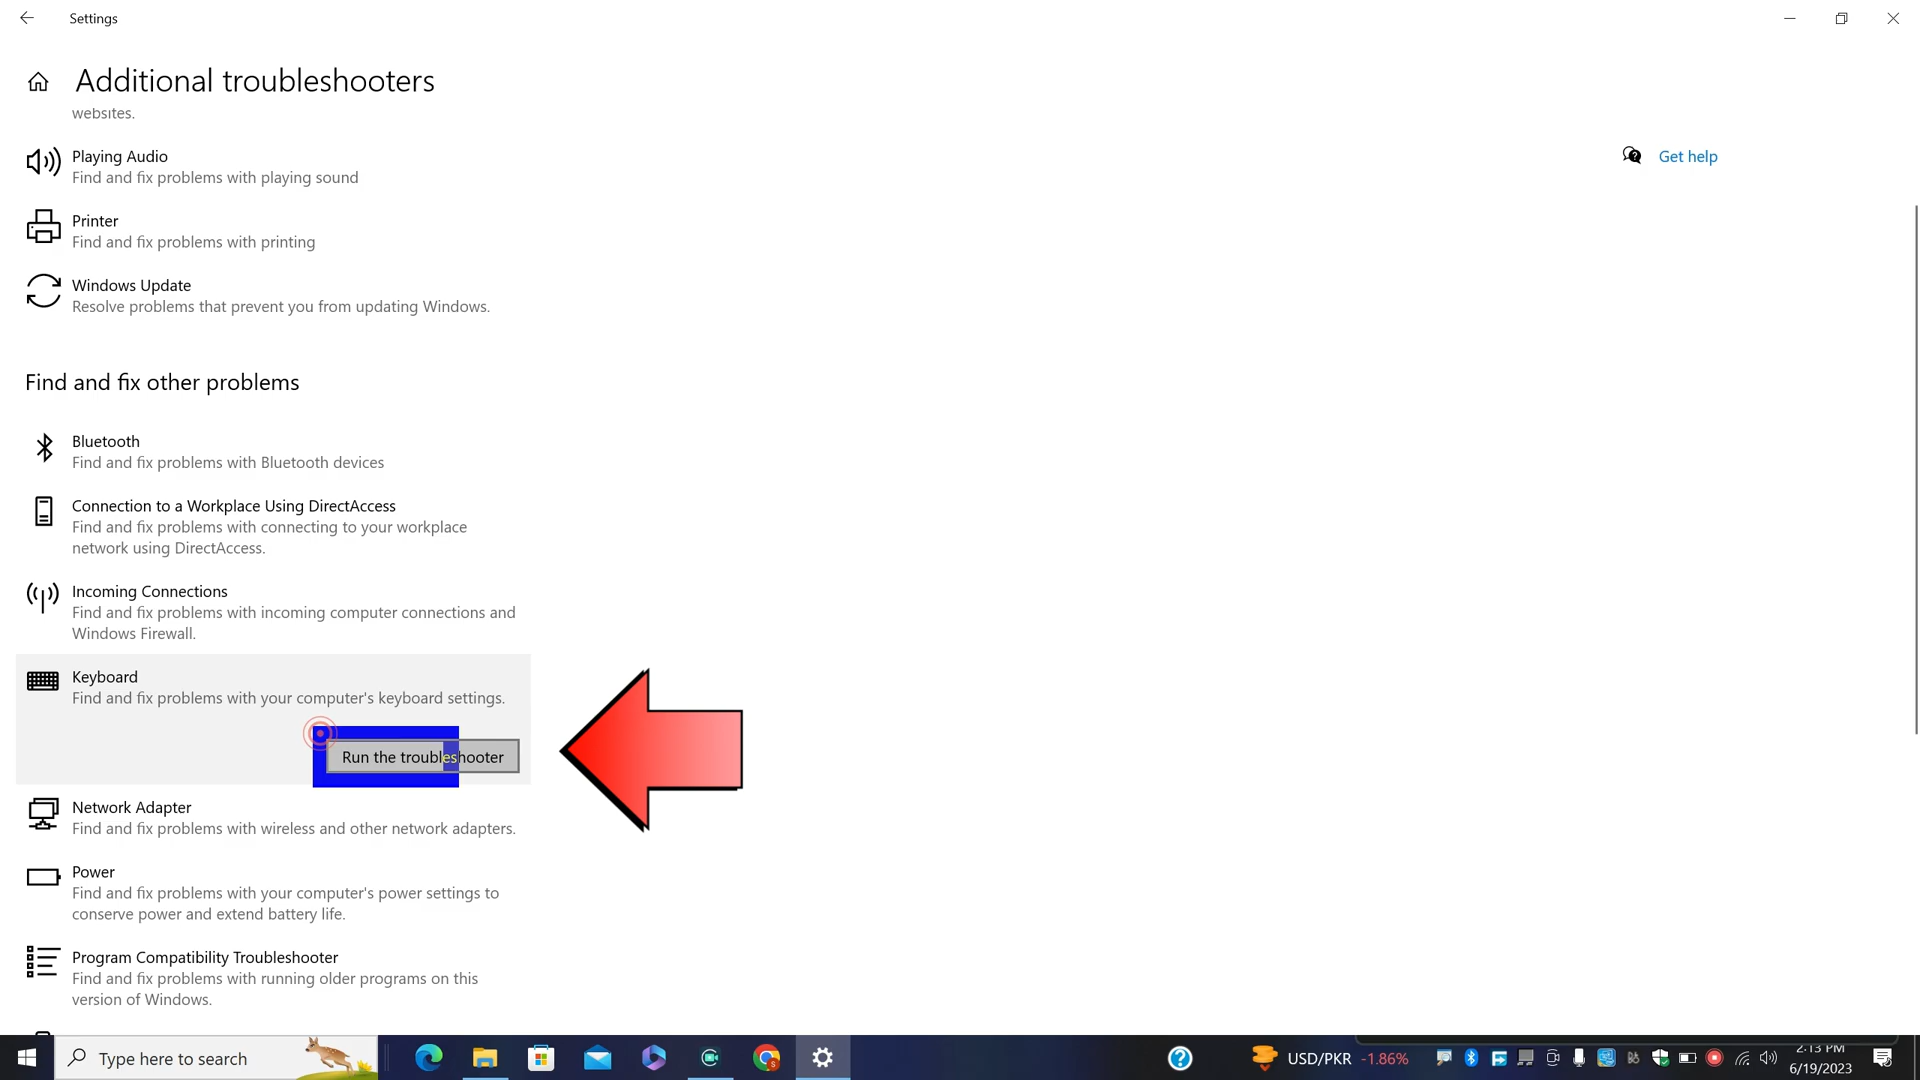 Settings
Additional troubleshooters
websites.
Playing Audio
Find and fix problems with playing sound
Get help
Printer
Find and fix problems with printing
Windows Update
Resolve problems that prevent you from updating Windows.
Find and fix other problems
Bluetooth
Find and fix problems with Bluetooth devices
Connection to a Workplace Using DirectAccess
Find and fix problems with connecting to your workplace
network using DirectAccess.
Incoming Connections
Find and fix problems with incoming computer connections and
Windows Firewall.
Keyboard
Find and fix problems with your computer's keyboard settings.
Run the troubleshooter
Network Adapter
Find and fix problems with wireless and other network adapters.
Power
Find and fix problems with your computer's power settings to
conserve power and extend battery life.
Program Compatibility Troubleshooter
Find and fix problems with running older programs on this
version of Windows.
Type here to search
USD/PKR -1.86%
2:13 PM
6/19/2023